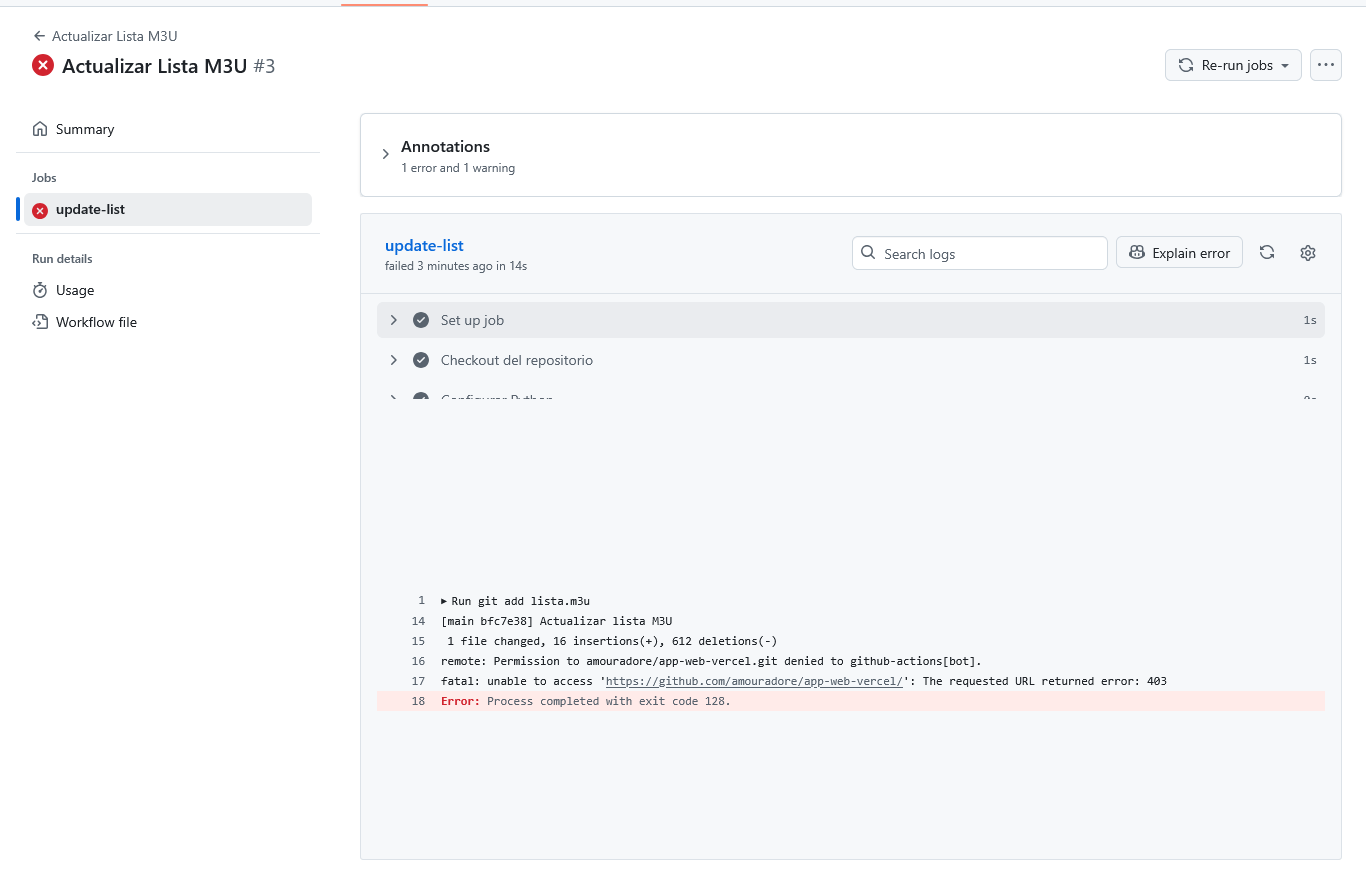 Actualizar Lista M3U
Actualizar Lista M3U #3
Re-run jobs
Summary
Jobs
update-list
Run details
Usage
Workflow file
Annotations
1 error and 1 warning
update-list
failed 3 minutes ago in 14s
Search logs
Explain error
Set up job 1s
Checkout del repositorio 1s
Configurar Python
1 Run git add lista.m3u
14 [main bfc7e38] Actualizar lista M3U
15 1 file changed, 16 insertions(+), 612 deletions(-)
16 remote: Permission to amouradore/app-web-vercel.git denied to github-actions[bot].
17 fatal: unable to access 'https://github.com/amouradore/app-web-vercel/': The requested URL returned error: 403
18 Error: Process completed with exit code 128.